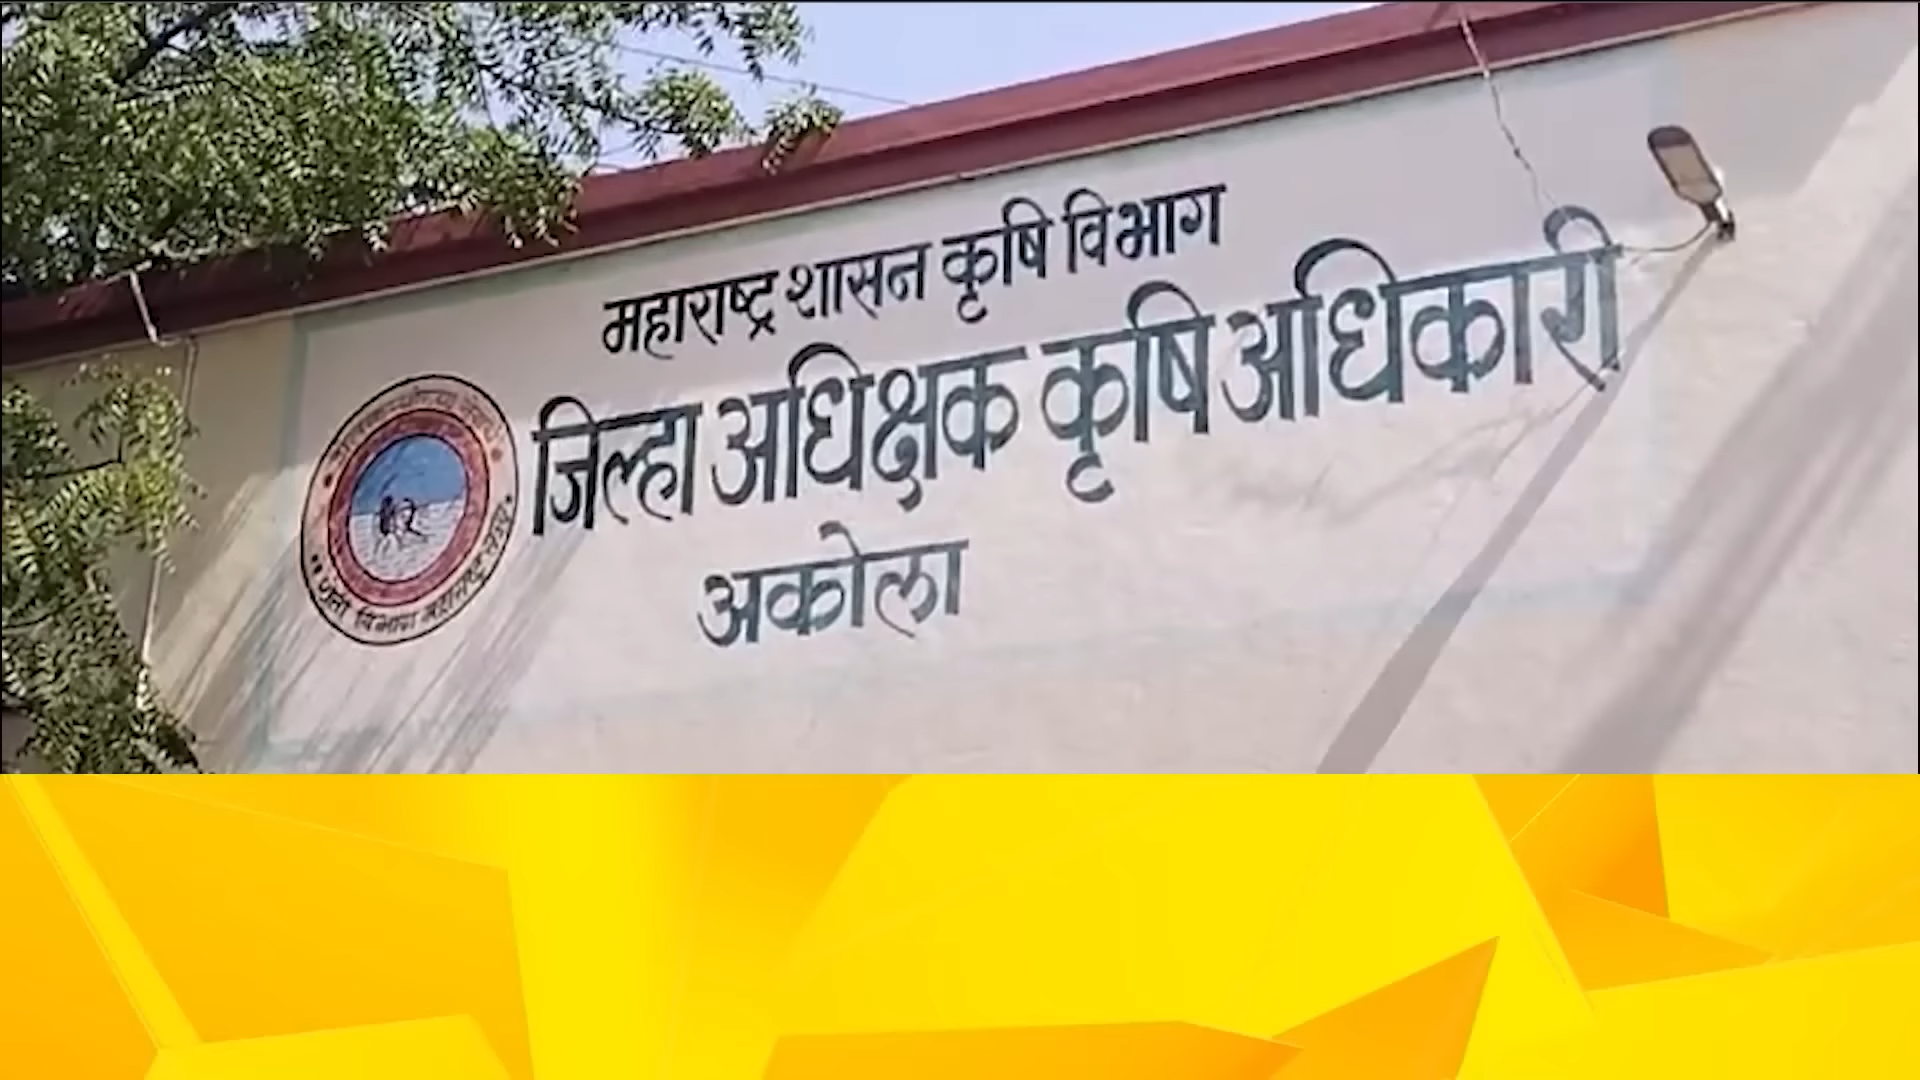 महाराष्ट्र शासन कृषि विभाग
जिल्हा अधिक्षक कृषि अधिकारी
अकोला